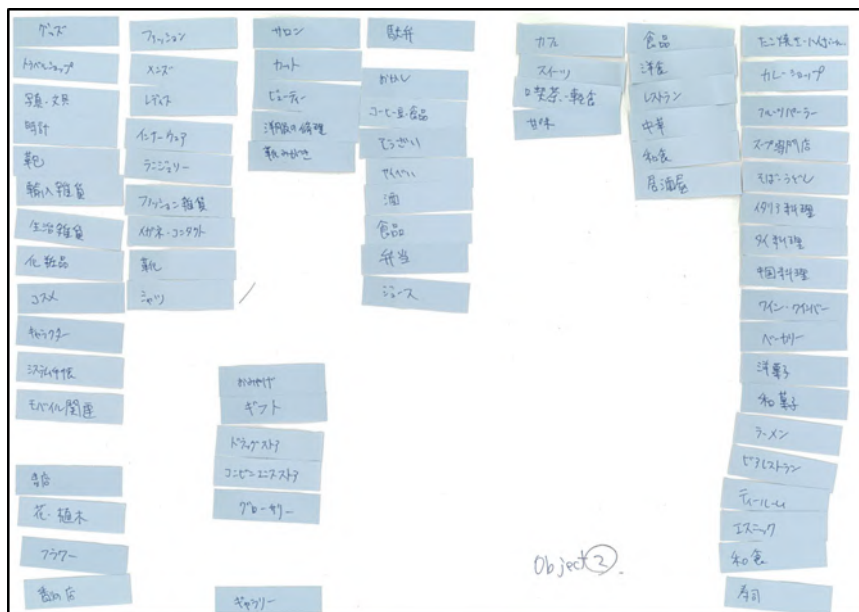 グッズ
トラベルショップ
写真・文具
時計
鞄
輸入雑貨
生活雑貨
化粧品
コスメ
キャラクター
システム手帳
モバイル関連
書店
花・植木
フラワー
ファッション
メンズ
レディス
インナーウェア
ランジェリー
ファッション雑貨
メガネ・コンタクト
靴
シャツ
サロン
カット
ビューティー
洋服の修理
靴みがき
おみやげ
ギフト
ドラッグストア
コンビニエンスストア
グローサリー
ギャラリー
駅弁
コーヒー豆・食品
酒
食品
弁当
ジュース
カフェ
スイーツ
喫茶・軽食
甘味
食品
洋食
レストラン
中華
和食
居酒屋
カレーショップ
フルーツパーラー
スープ専門店
そば・うどん
イタリア料理
タイ料理
中国料理
ワイン・ワインバー
ベーカリー
洋菓子
和菓子
ラーメン
ビアレストラン
ティールーム
エスニック
和食
寿司
Object②.